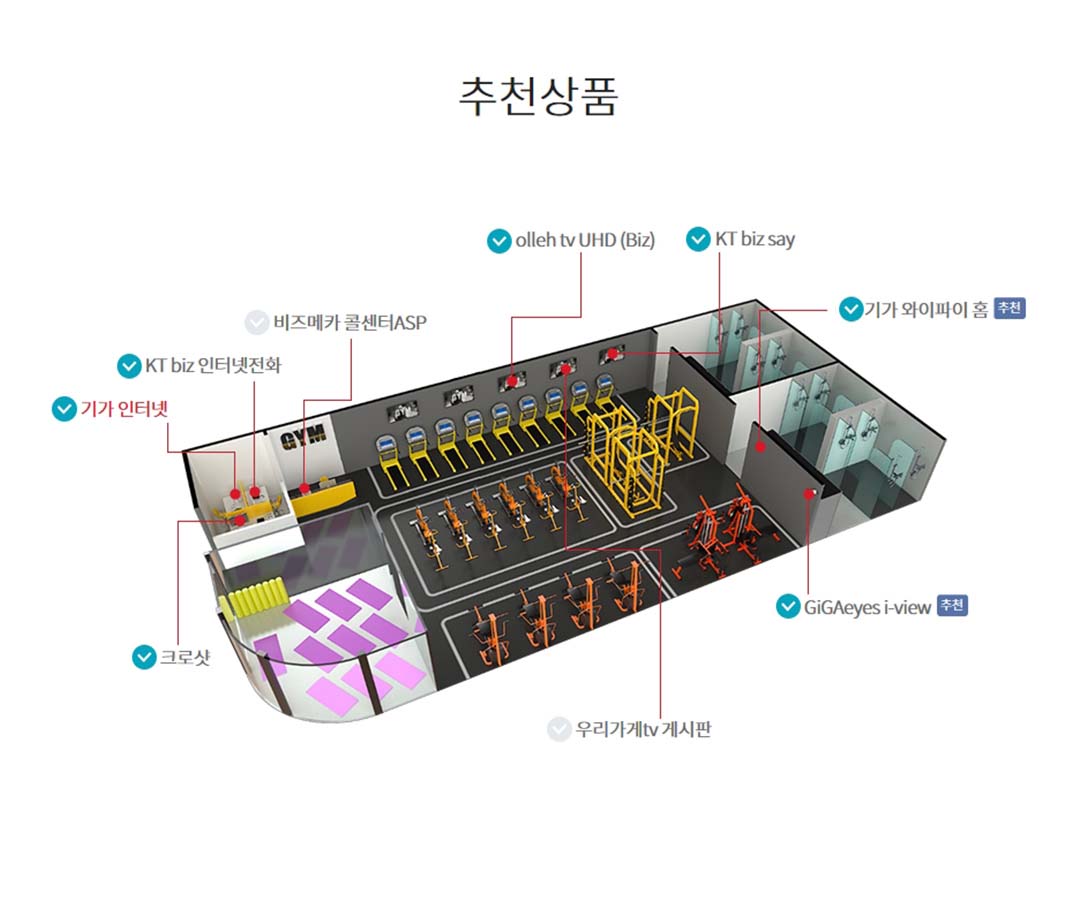 추천상품
olleh tv UHD (Biz)
KT biz say
기가 와이파이 홈 추천
비즈메카 콜센터ASP
KT biz 인터넷전화
기가 인터넷
GYM
GiGAeyes i-view 추천
크로샷
우리가게tv 게시판